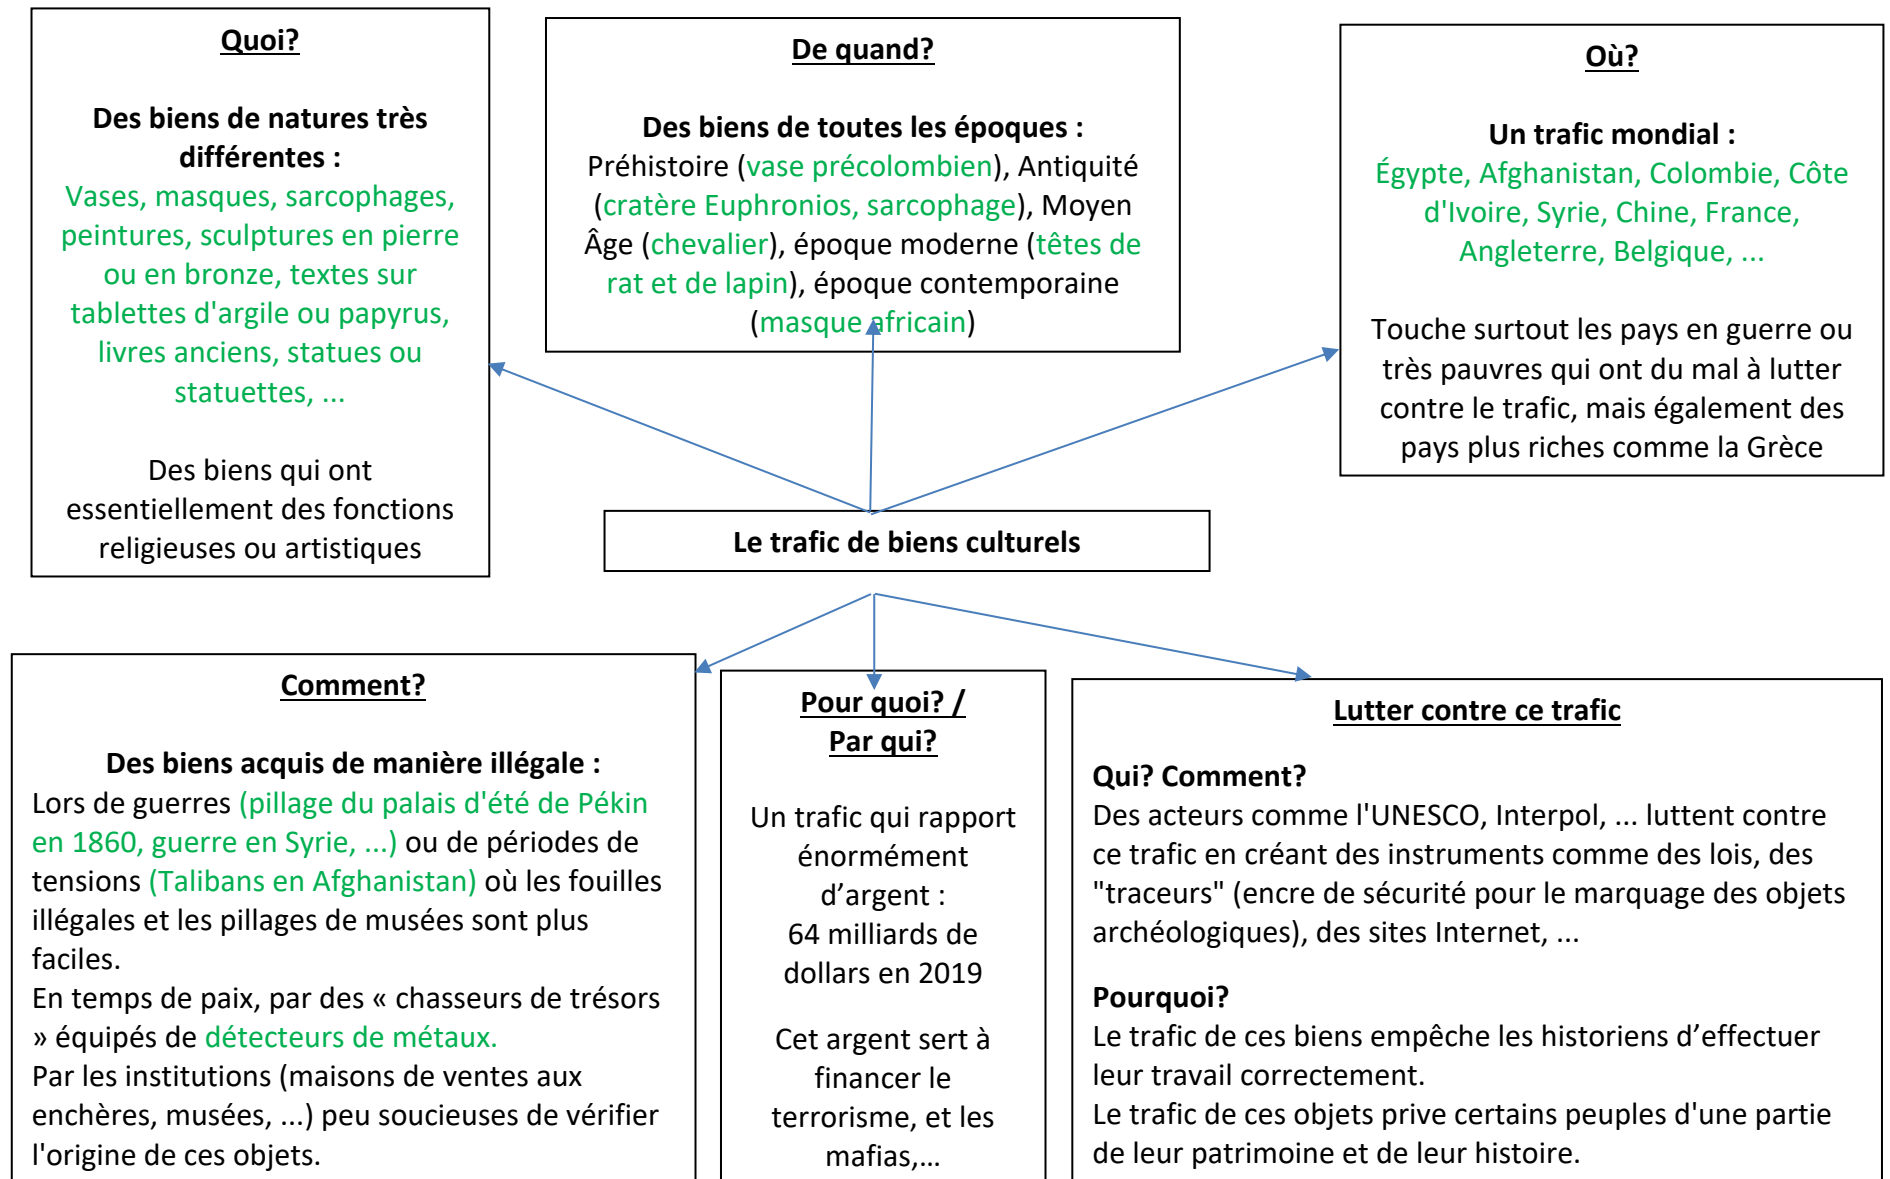 Quoi?
Des biens de natures très
différentes :
Vases, masques, sarcophages,
peintures, sculptures en pierre
ou en bronze, textes sur
tablettes d'argile ou papyrus,
livres anciens, statues ou
statuettes, ...
Des biens qui ont
essentiellement des fonctions
religieuses ou artistiques
De quand?
Des biens de toutes les époques :
Préhistoire (vase précolombien), Antiquité
(cratère Euphronios, sarcophage), Moyen
Âge (chevalier), époque moderne (têtes de
rat et de lapin), époque contemporaine
(masque africain)
Où?
Un trafic mondial :
Égypte, Afghanistan, Colombie, Côte
d'Ivoire, Syrie, Chine, France,
Angleterre, Belgique, ...
Touche surtout les pays en guerre ou
très pauvres qui ont du mal à lutter
contre le trafic, mais également des
pays plus riches comme la Grèce
Le trafic de biens culturels
Comment?
Des biens acquis de manière illégale :
Lors de guerres (pillage du palais d'été de Pékin
en 1860, guerre en Syrie, ...) ou de périodes de
tensions (Talibans en Afghanistan) où les fouilles
illégales et les pillages de musées sont plus
faciles.
En temps de paix, par des « chasseurs de trésors
» équipés de détecteurs de métaux.
Par les institutions (maisons de ventes aux
enchères, musées, ...) peu soucieuses de vérifier
l'origine de ces objets.
Pour quoi? /
Par qui?
Un trafic qui rapport
énormément
d’argent :
64 milliards de
dollars en 2019
Cet argent sert à
financer le
terrorisme, et les
mafias,…
Lutter contre ce trafic
Qui? Comment?
Des acteurs comme l'UNESCO, Interpol, ... luttent contre
ce trafic en créant des instruments comme des lois, des
"traceurs" (encre de sécurité pour le marquage des objets
archéologiques), des sites Internet, ...
Pourquoi?
Le trafic de ces biens empêche les historiens d’effectuer
leur travail correctement.
Le trafic de ces objets prive certains peuples d'une partie
de leur patrimoine et de leur histoire.